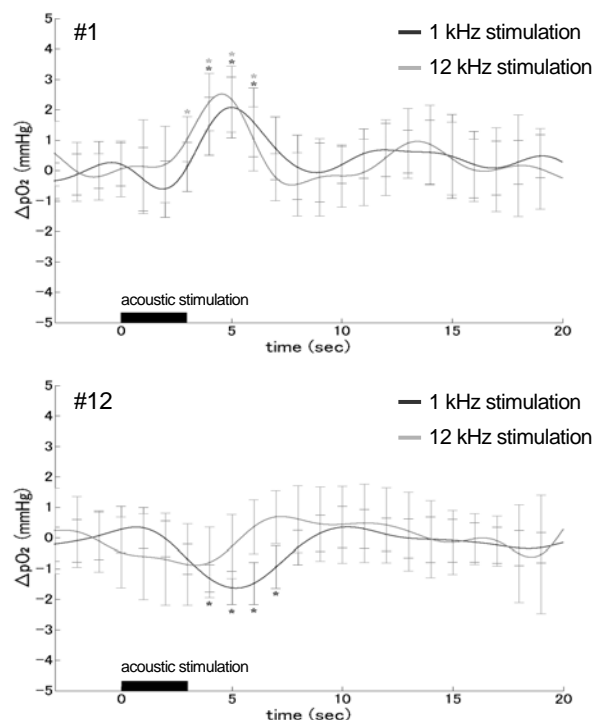 #1
1 kHz stimulation
12 kHz stimulation
ΔpO₂ (mmHg)
5
4
3
2
1
0
-1
-2
-3
-4
-5
* * *
* * * *
acoustic stimulation
0 5 10 15 20
time (sec)
#12
1 kHz stimulation
12 kHz stimulation
ΔpO₂ (mmHg)
5
4
3
2
1
0
-1
-2
-3
-4
-5
* * * *
acoustic stimulation
0 5 10 15 20
time (sec)